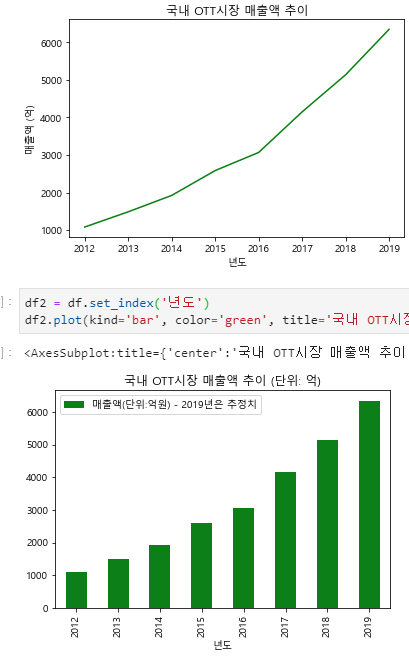 국내 OTT시장 매출액 추이
6000
5000
4000
3000
2000
1000
매출액 (억)
2012 2013 2014 2015 2016 2017 2018 2019
년도
]: df2 = df.set_index('년도')
df2.plot(kind='bar', color='green', title='국내 OTT시장
]: <AxesSubplot:title={'center':'국내 OTT시장 매출액 추이
국내 OTT시장 매출액 추이 (단위: 억)
매출액(단위:억원) - 2019년은 추정치
6000
5000
4000
3000
2000
1000
0
2012 2013 2014 2015 2016 2017 2018 2019
년도